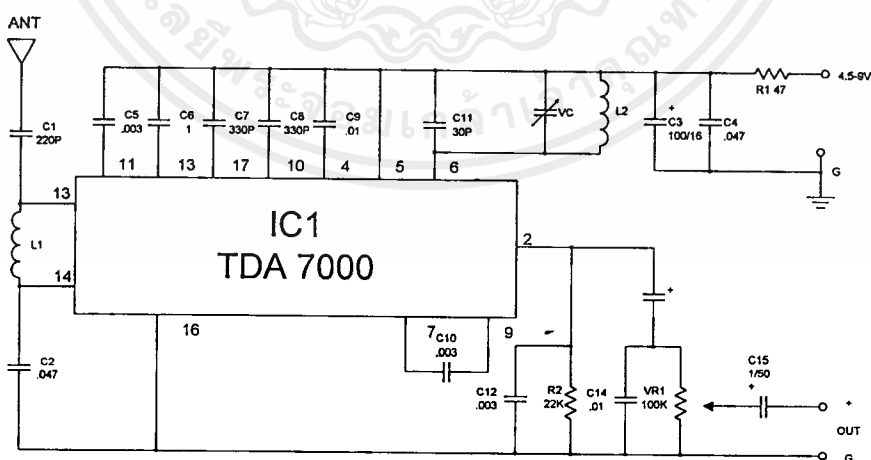 ANT
C1
220P
C5
.003
C6
1
C7
330P
C8
330P
C9
.01
C11
30P
VC
L2
+
C3
100/16
C4
.047
R1 47
4.5-9V
G
11
13
17
10
4
5
6
13
L1
14
IC1
TDA 7000
2
16
7
C10
.003
9
C2
.047
+
C12
.003
R2
22K
C14
.01
VR1
100K
C15
1/50
+
+
OUT
G